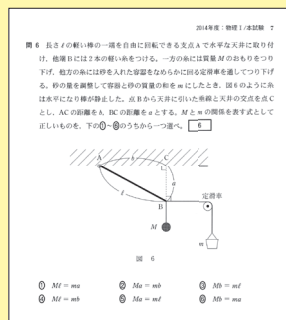 2014年度：物理Ⅰ/本試験 7
問6 長さℓの軽い棒の一端を自由に回転できる支点Aで水平な天井に取り付
け，他端Bには2本の軽い糸をつける。一方の糸には質量Mのおもりをつり
下げ，他方の糸には砂を入れた容器をなめらかに回る定滑車を通してつり下げ
る。砂の量を調整して容器と砂の質量の和をmにしたとき，図6のように糸
は水平になり棒が静止した。点Bから天井に引いた垂線と天井の交点を点C
とし，ACの距離をb，BCの距離をaとする。Mとmの関係を表す式として
正しいものを，下の①～⑥のうちから一つ選べ。 6
A b C
ℓ a
定滑車
B
M
m
図 6
① Mℓ = ma ② Ma = mb ③ Mb = mℓ
④ Mℓ = mb ⑤ Ma = mℓ ⑥ Mb = ma